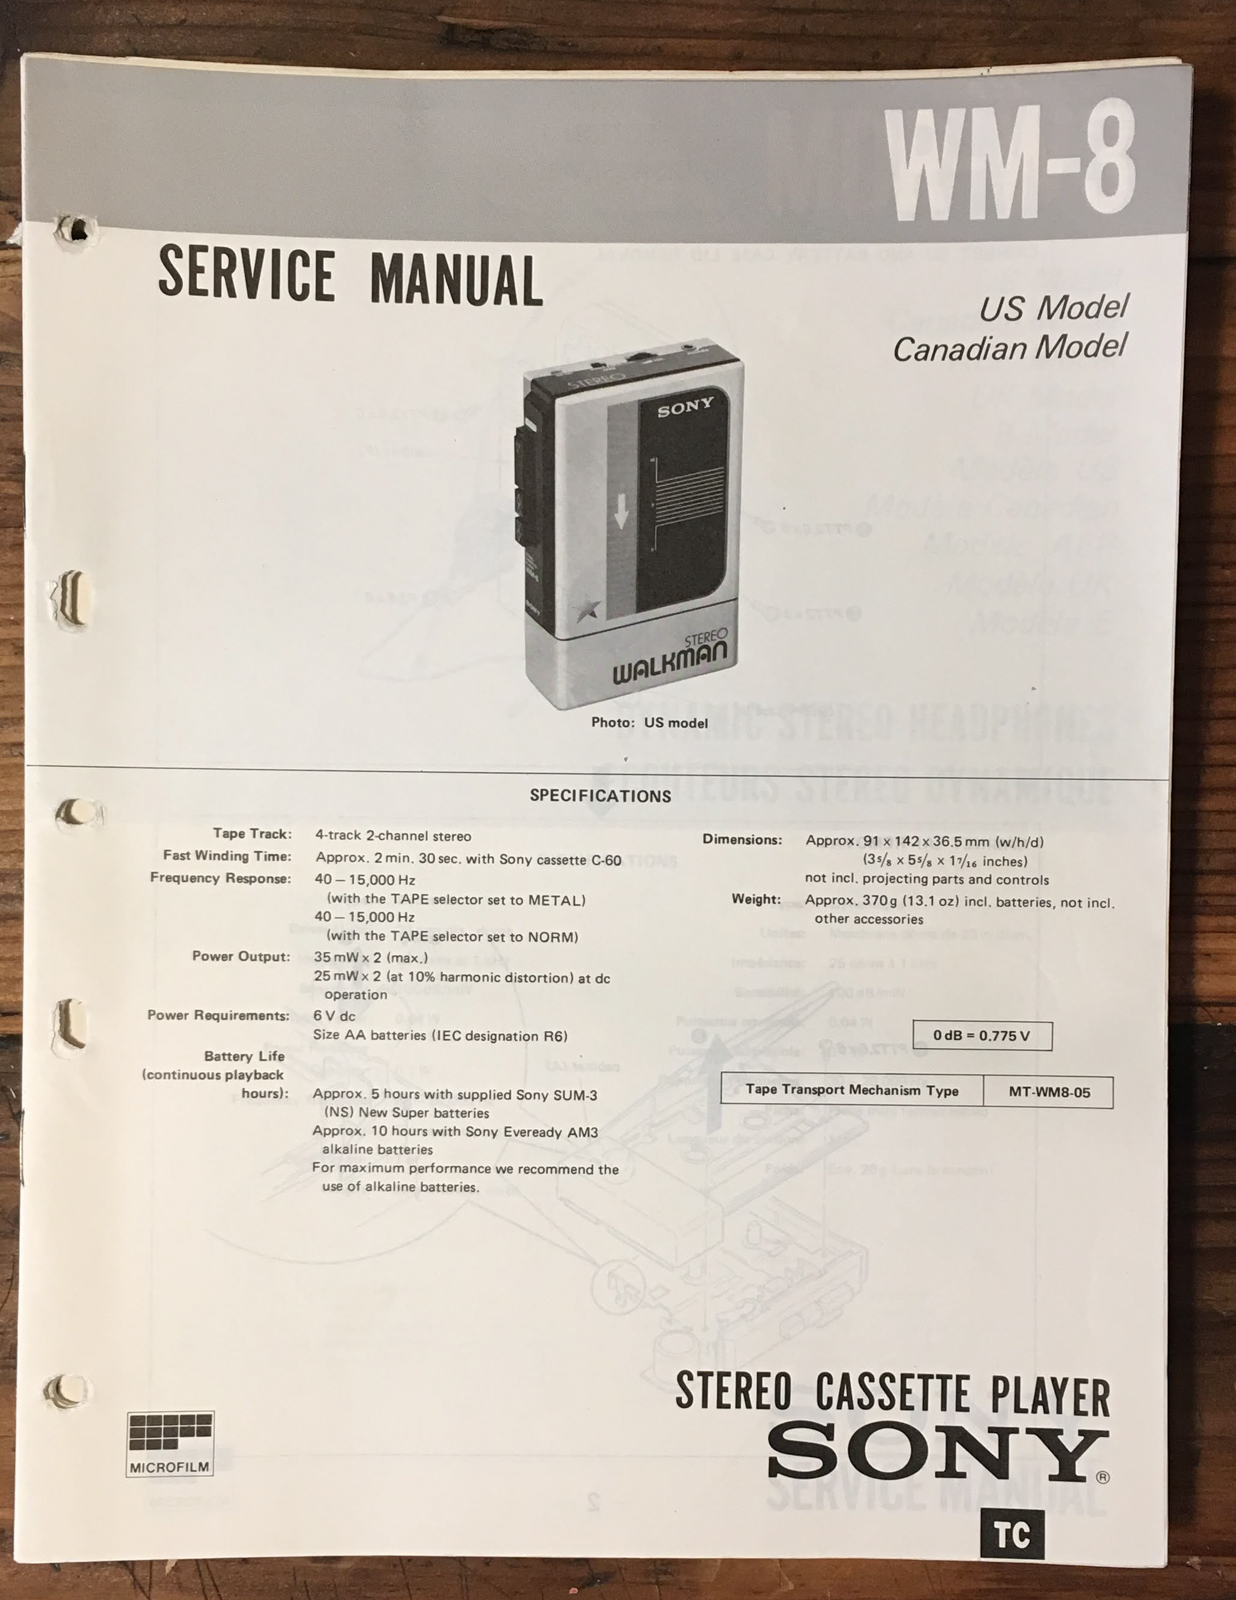 WM-8
SERVICE MANUAL
US Model
Canadian Model
STEREO
SONY
STEREO
WALKMAN
Photo: US model
SPECIFICATIONS
Tape Track: 4-track 2-channel stereo
Fast Winding Time: Approx. 2 min. 30 sec. with Sony cassette C-60
Frequency Response: 40 – 15,000 Hz
(with the TAPE selector set to METAL)
40 – 15,000 Hz
(with the TAPE selector set to NORM)
Power Output: 35 mW x 2 (max.)
25 mW x 2 (at 10% harmonic distortion) at dc
operation
Power Requirements: 6 V dc
Size AA batteries (IEC designation R6)
Battery Life
(continuous playback
hours): Approx. 5 hours with supplied Sony SUM-3
(NS) New Super batteries
Approx. 10 hours with Sony Eveready AM3
alkaline batteries
For maximum performance we recommend the
use of alkaline batteries.
Dimensions: Approx. 91 x 142 x 36.5 mm (w/h/d)
(3 5/8 x 5 5/8 x 1 7/16 inches)
not incl. projecting parts and controls
Weight: Approx. 370 g (13.1 oz) incl. batteries, not incl.
other accessories
0 dB = 0.775 V
Tape Transport Mechanism Type MT-WM8-05
STEREO CASSETTE PLAYER
SONY®
MICROFILM
TC